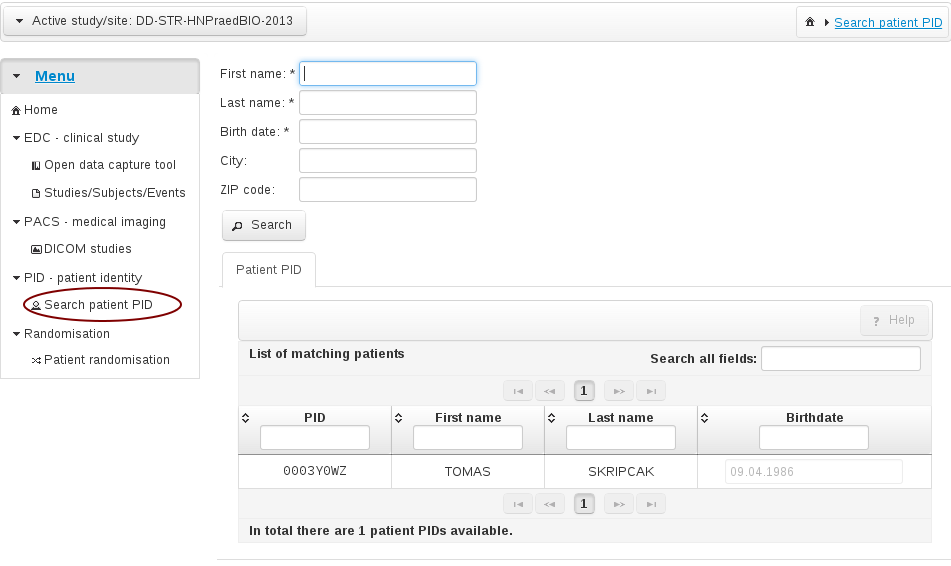 Active study/site: DD-STR-HNPraedBIO-2013
Search patient PID
Menu
Home
EDC - clinical study
Open data capture tool
Studies/Subjects/Events
PACS - medical imaging
DICOM studies
PID - patient identity
Search patient PID
Randomisation
Patient randomisation
First name: *
Last name: *
Birth date: *
City:
ZIP code:
Search
Patient PID
? Help
List of matching patients
Search all fields:
1
PID First name Last name Birthdate
0003Y0WZ TOMAS SKRIPCAK 09.04.1986
1
In total there are 1 patient PIDs available.